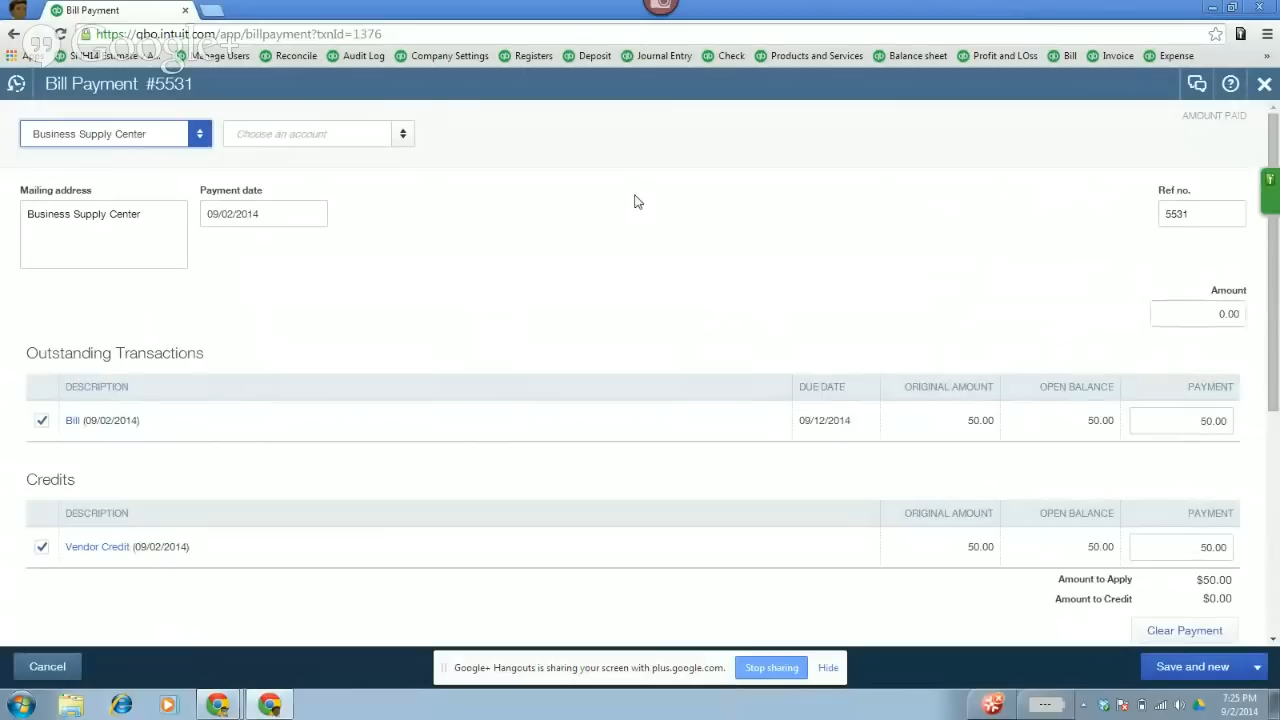 Bill Payment
https://qbo.intuit.com/app/billpayment?txnId=1376
Google+
Reconcile Audit Log Company Settings Registers Deposit Journal Entry Check Products and Services Balance sheet Profit and LOss Bill Invoice Expense »
Bill Payment #5531
AMOUNT PAID
Business Supply Center Choose an account
Mailing address Payment date Ref no.
Business Supply Center 09/02/2014 5531
Amount
0.00
Outstanding Transactions
DESCRIPTION DUE DATE ORIGINAL AMOUNT OPEN BALANCE PAYMENT
Bill (09/02/2014) 09/12/2014 50.00 50.00 50.00
Credits
DESCRIPTION ORIGINAL AMOUNT OPEN BALANCE PAYMENT
Vendor Credit (09/02/2014) 50.00 50.00 50.00
Amount to Apply $50.00
Amount to Credit $0.00
Clear Payment
Cancel Google+ Hangouts is sharing your screen with plus.google.com. Stop sharing Hide Save and new
7:25 PM
9/2/2014